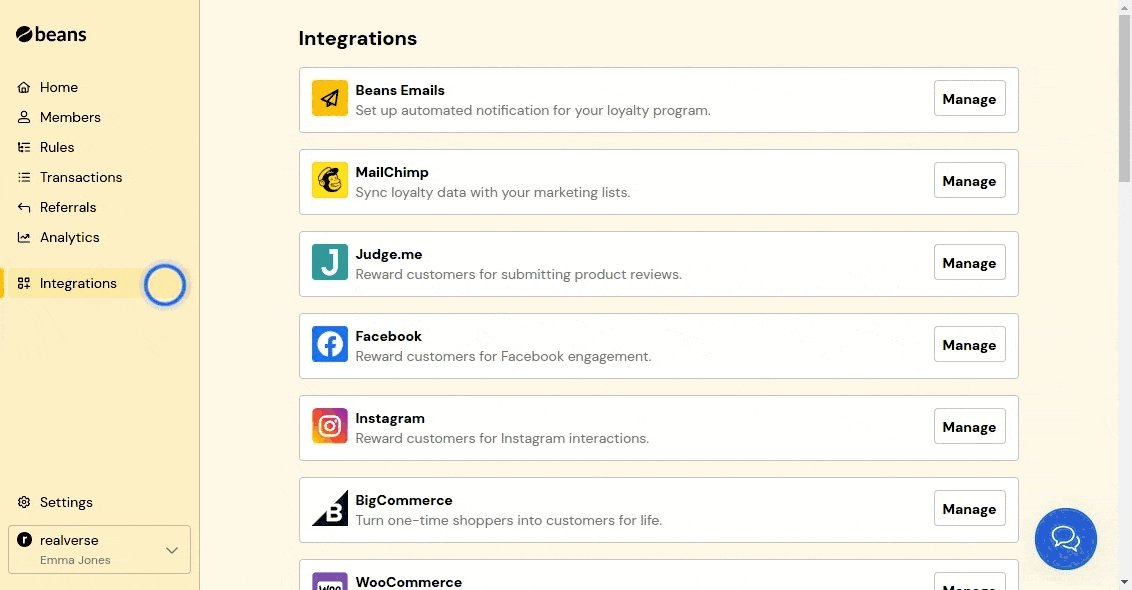 beans
Home
Members
Rules
Transactions
Referrals
Analytics
Integrations
Settings
r realverse
Emma Jones
Integrations
Beans Emails
Set up automated notification for your loyalty program.
Manage
MailChimp
Sync loyalty data with your marketing lists.
Manage
J
Judge.me
Reward customers for submitting product reviews.
Manage
Facebook
Reward customers for Facebook engagement.
Manage
Instagram
Reward customers for Instagram interactions.
Manage
B
BigCommerce
Turn one-time shoppers into customers for life.
Manage
Woo
WooCommerce
Manage